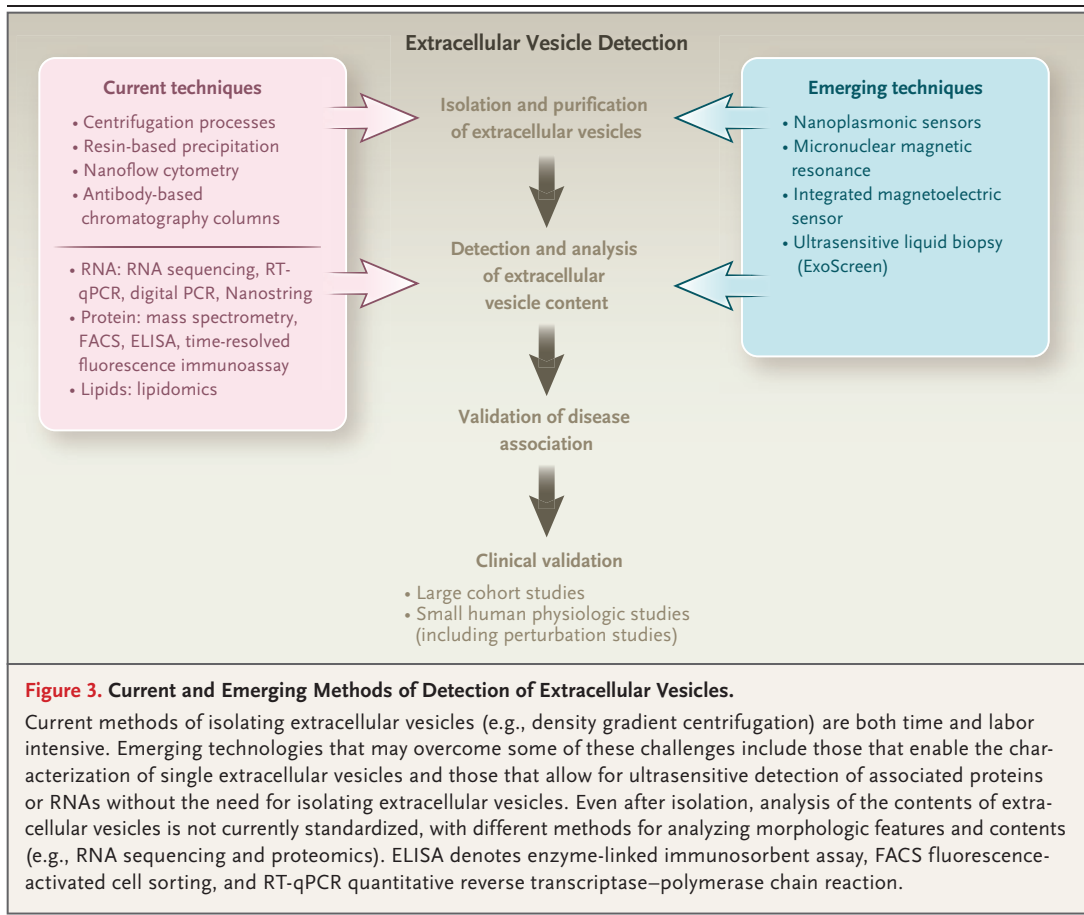 Extracellular Vesicle Detection
Current techniques
• Centrifugation processes
• Resin-based precipitation
• Nanoflow cytometry
• Antibody-based
chromatography columns
• RNA: RNA sequencing, RT-
qPCR, digital PCR, Nanostring
• Protein: mass spectrometry,
FACS, ELISA, time-resolved
fluorescence immunoassay
• Lipids: lipidomics
Isolation and purification
of extracellular vesicles
Detection and analysis
of extracellular
vesicle content
Validation of disease
association
Clinical validation
• Large cohort studies
• Small human physiologic studies
(including perturbation studies)
Emerging techniques
• Nanoplasmonic sensors
• Micronuclear magnetic
resonance
• Integrated magnetoelectric
sensor
• Ultrasensitive liquid biopsy
(ExoScreen)
Figure 3. Current and Emerging Methods of Detection of Extracellular Vesicles.
Current methods of isolating extracellular vesicles (e.g., density gradient centrifugation) are both time and labor
intensive. Emerging technologies that may overcome some of these challenges include those that enable the char-
acterization of single extracellular vesicles and those that allow for ultrasensitive detection of associated proteins
or RNAs without the need for isolating extracellular vesicles. Even after isolation, analysis of the contents of extra-
cellular vesicles is not currently standardized, with different methods for analyzing morphologic features and contents
(e.g., RNA sequencing and proteomics). ELISA denotes enzyme-linked immunosorbent assay, FACS fluorescence-
activated cell sorting, and RT-qPCR quantitative reverse transcriptase–polymerase chain reaction.